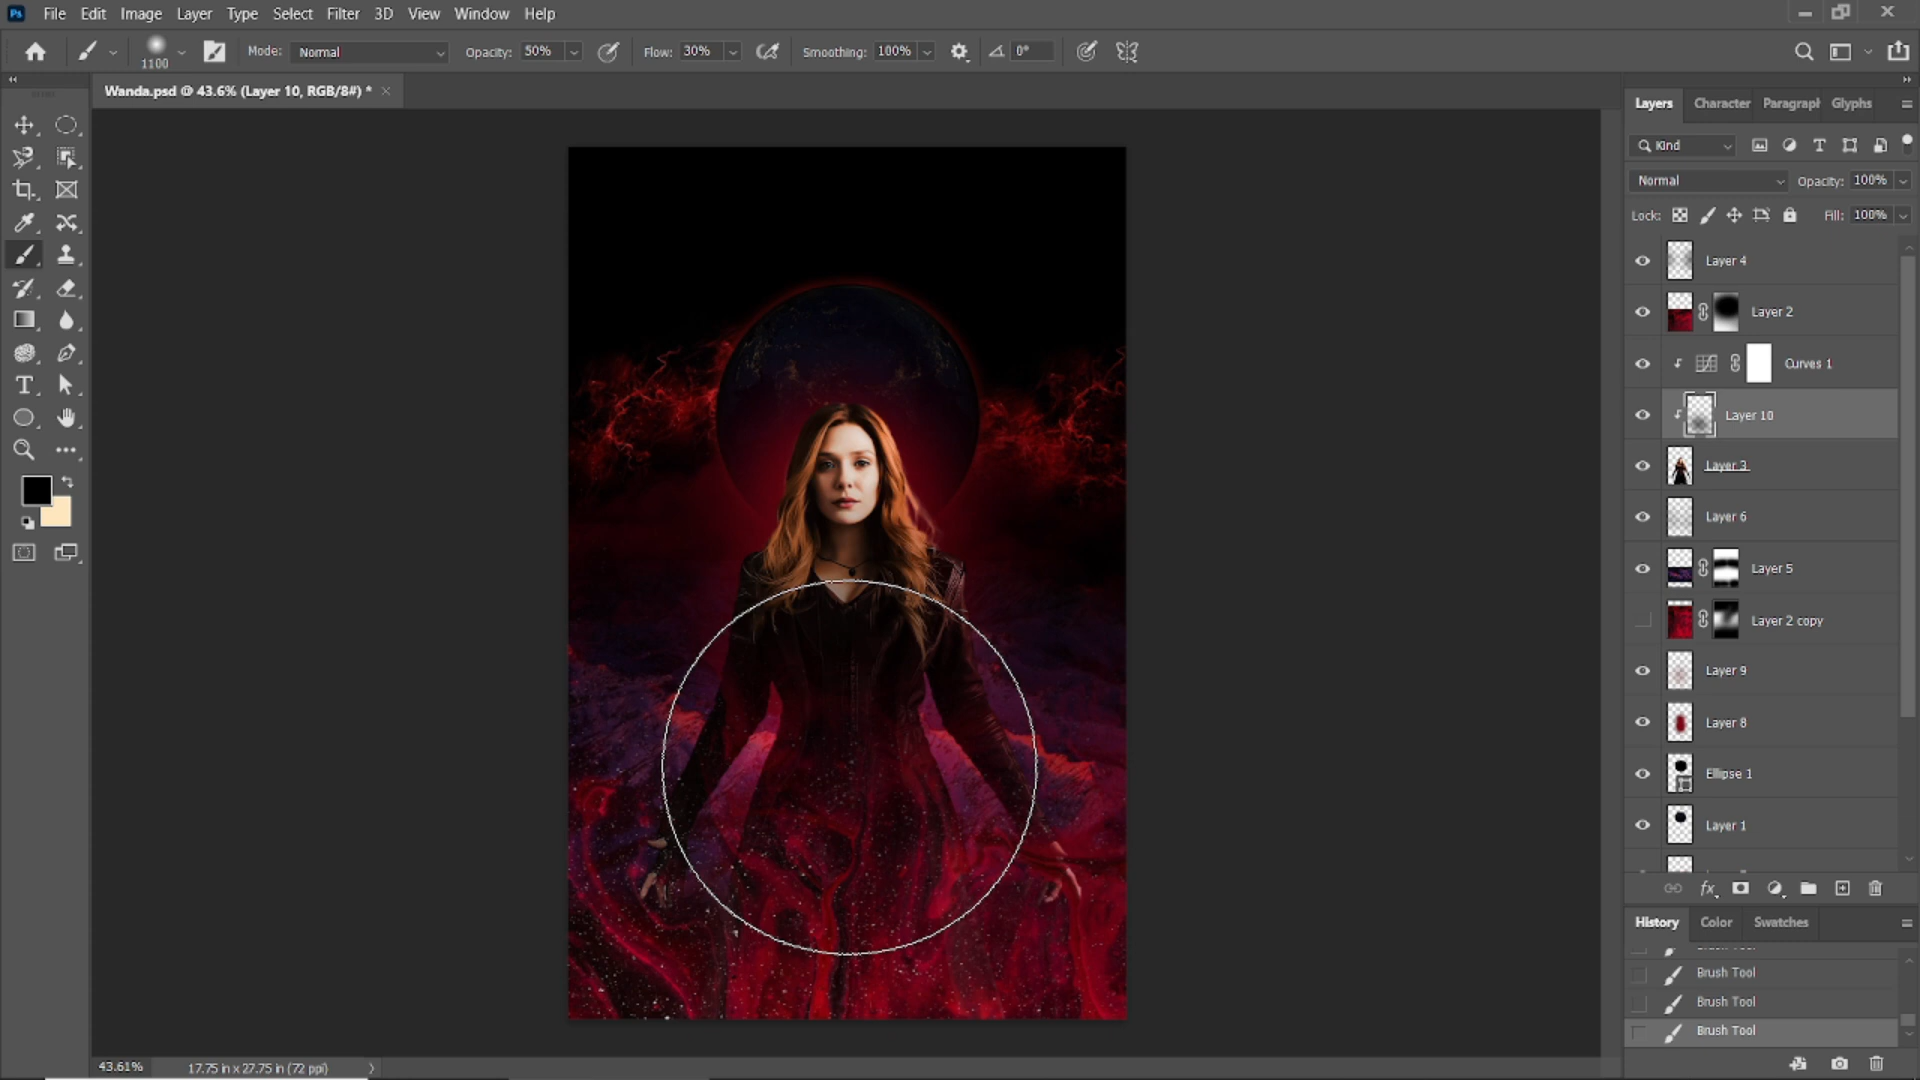 Ps File Edit Image Layer Type Select Filter 3D View Window Help
1100 Mode: Normal Opacity: 50% Flow: 30% Smoothing: 100% 0°
Wanda.psd @ 43.6% (Layer 10, RGB/8#) *
Layers Character Paragraph Glyphs
Kind
Normal Opacity: 100%
Lock: Fill: 100%
Layer 4
Layer 2
Curves 1
Layer 10
Layer 3
Layer 6
Layer 5
Layer 2 copy
Layer 9
Layer 8
Ellipse 1
Layer 1
fx
History Color Swatches
Brush Tool
Brush Tool
Brush Tool
43.61% 17.75 in x 27.75 in (72 ppi)